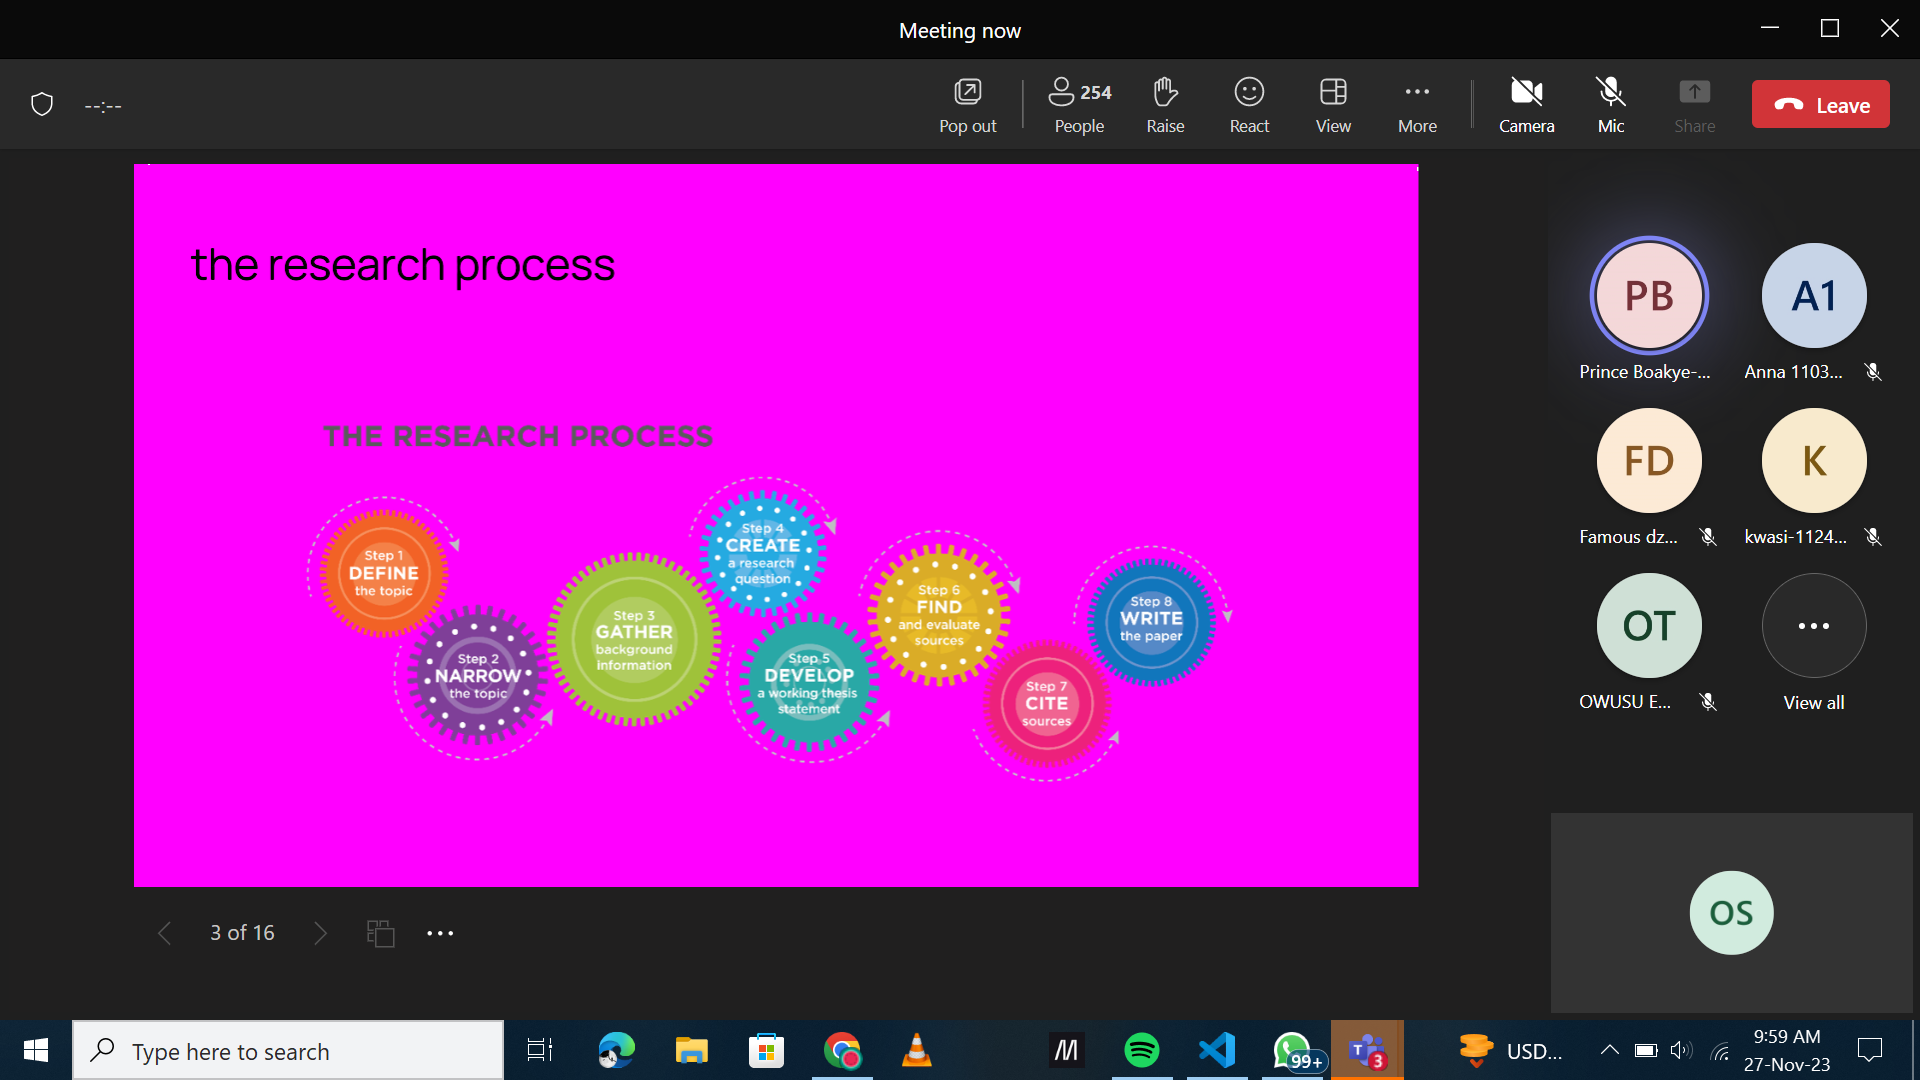 Meeting now
--:--
Pop out
254
People
Raise
React
View
More
Camera
Mic
Share
Leave
the research process
THE RESEARCH PROCESS
Step 1
DEFINE
the topic
Step 2
NARROW
the topic
Step 3
GATHER
background
information
Step 4
CREATE
a research
question
Step 5
DEVELOP
a working thesis
statement
Step 6
FIND
and evaluate
sources
Step 7
CITE
sources
Step 8
WRITE
the paper
PB
Prince Boakye-...
A1
Anna 1103...
FD
Famous dz...
K
kwasi-1124...
OT
OWUSU E...
View all
OS
3 of 16
Type here to search
99+
3
USD...
9:59 AM
27-Nov-23